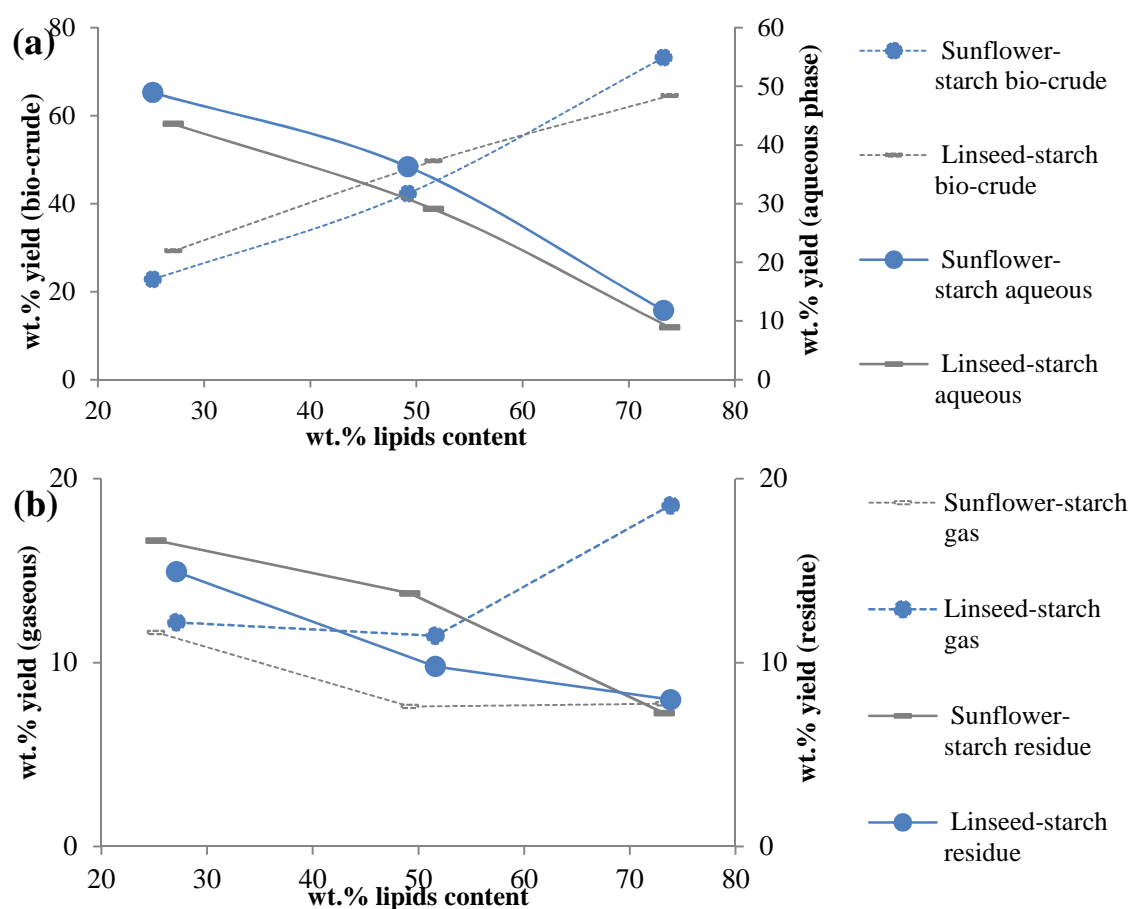 (a)
80
60
40
20
0
wt.% yield (bio-crude)
60
50
40
30
20
10
0
wt.% yield (aqueous phase)
20 30 40 50 60 70 80
wt.% lipids content
Sunflower-
starch bio-crude
Linseed-starch
bio-crude
Sunflower-
starch aqueous
Linseed-starch
aqueous
(b)
20
10
0
wt.% yield (gaseous)
20
10
0
wt.% yield (residue)
20 30 40 50 60 70 80
wt.% lipids content
Sunflower-starch
gas
Linseed-starch
gas
Sunflower-
starch residue
Linseed-starch
residue